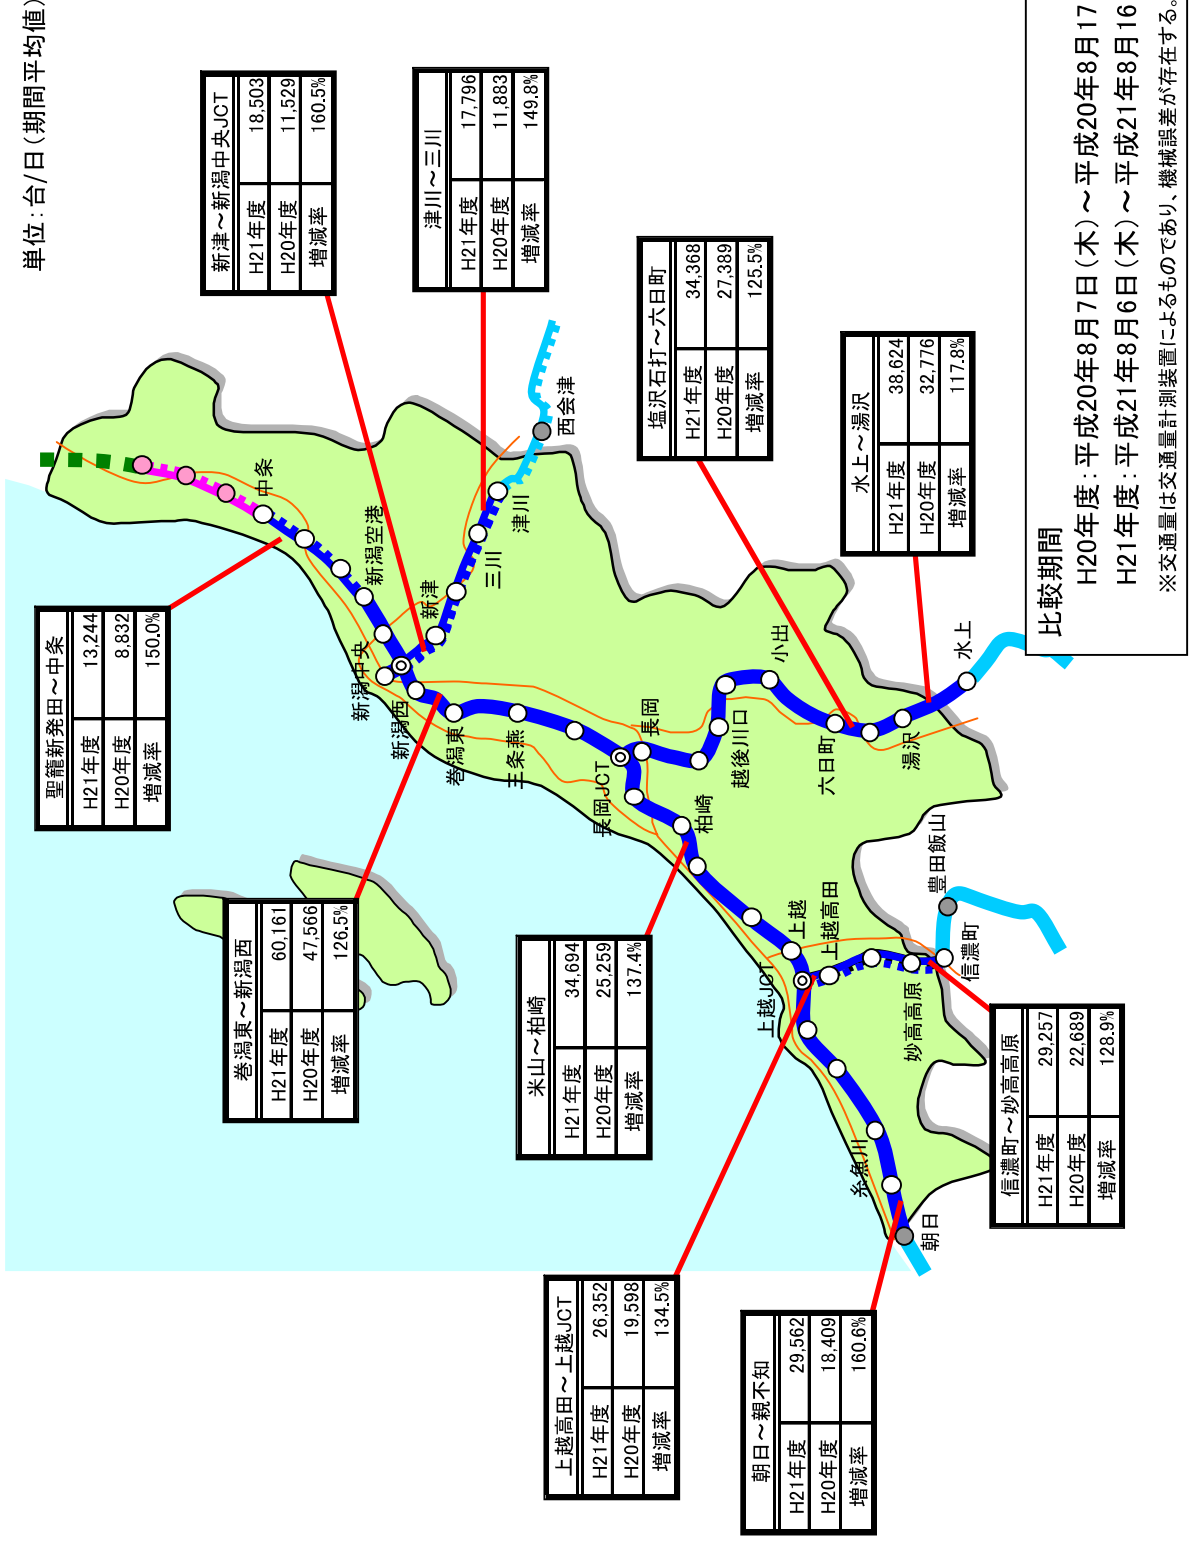 単位：台/日（期間平均値）
新津～新潟中央JCT
H21年度 18,503
H20年度 11,529
増減率 160.5%
津川～三川
H21年度 17,796
H20年度 11,883
増減率 149.8%
塩沢石打～六日町
H21年度 34,368
H20年度 27,389
増減率 125.5%
水上～湯沢
H21年度 38,624
H20年度 32,776
増減率 117.8%
聖籠新発田～中条
H21年度 13,244
H20年度 8,832
増減率 150.0%
巻潟東～新潟西
H21年度 60,161
H20年度 47,566
増減率 126.5%
米山～柏崎
H21年度 34,694
H20年度 25,259
増減率 137.4%
信濃町～妙高高原
H21年度 29,257
H20年度 22,689
増減率 128.9%
上越高田～上越JCT
H21年度 26,352
H20年度 19,598
増減率 134.5%
朝日～親不知
H21年度 29,562
H20年度 18,409
増減率 160.6%
中条
新潟空港
新潟中央
新津
三川
津川
西会津
新潟西
巻潟東
三条燕
長岡JCT
長岡
越後川口
小出
六日町
湯沢
水上
柏崎
上越
上越高田
上越JCT
妙高高原
信濃町
豊田飯山
糸魚川
朝日
比較期間
H20年度：平成20年8月7日（木）～平成20年8月17
H21年度：平成21年8月6日（木）～平成21年8月16
※交通量は交通量計測装置によるものであり、機械誤差が存在する。